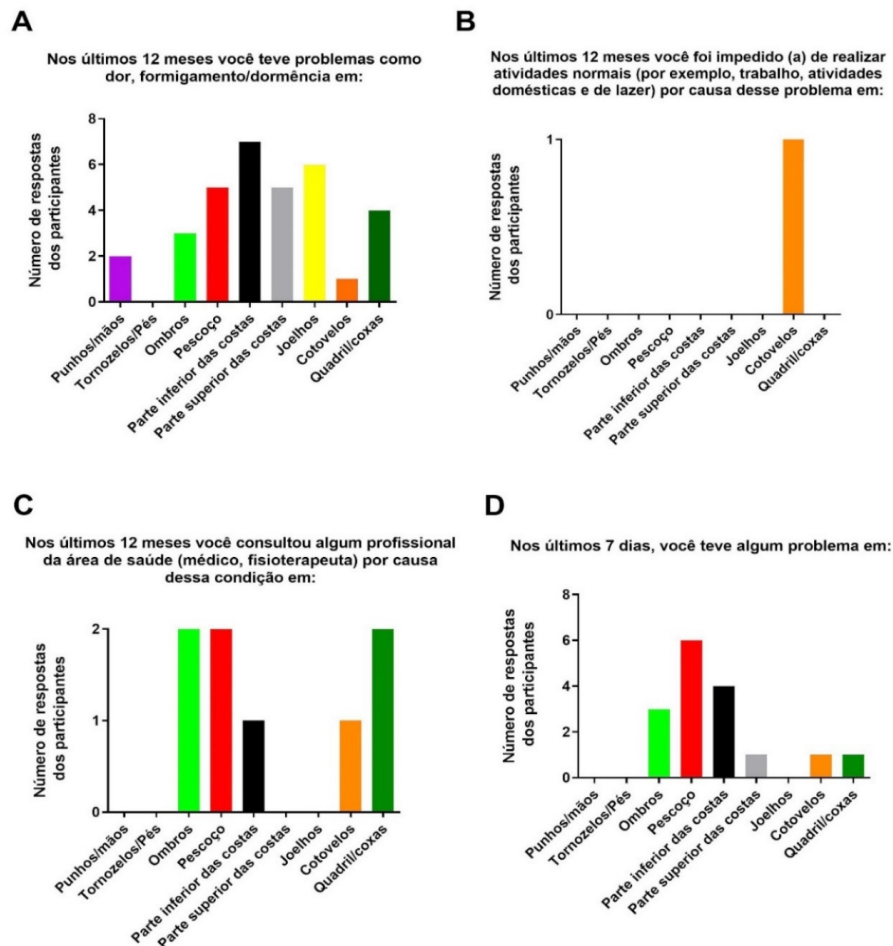 A
Nos últimos 12 meses você teve problemas como
dor, formigamento/dormência em:
Número de respostas
dos participantes
8
6
4
2
0
Punhos/mãos
Tornozelos/Pés
Ombros
Pescoço
Parte inferior das costas
Parte superior das costas
Joelhos
Cotovelos
Quadril/coxas
B
Nos últimos 12 meses você foi impedido (a) de realizar
atividades normais (por exemplo, trabalho, atividades
domésticas e de lazer) por causa desse problema em:
Número de respostas
dos participantes
1
0
Punhos/mãos
Tornozelos/Pés
Ombros
Pescoço
Parte inferior das costas
Parte superior das costas
Joelhos
Cotovelos
Quadril/coxas
C
Nos últimos 12 meses você consultou algum profissional
da área de saúde (médico, fisioterapeuta) por causa
dessa condição em:
Número de respostas
dos participantes
2
1
0
Punhos/mãos
Tornozelos/Pés
Ombros
Pescoço
Parte inferior das costas
Parte superior das costas
Joelhos
Cotovelos
Quadril/coxas
D
Nos últimos 7 dias, você teve algum problema em:
Número de respostas
dos participantes
8
6
4
2
0
Punhos/mãos
Tornozelos/Pés
Ombros
Pescoço
Parte inferior das costas
Parte superior das costas
Joelhos
Cotovelos
Quadril/coxas